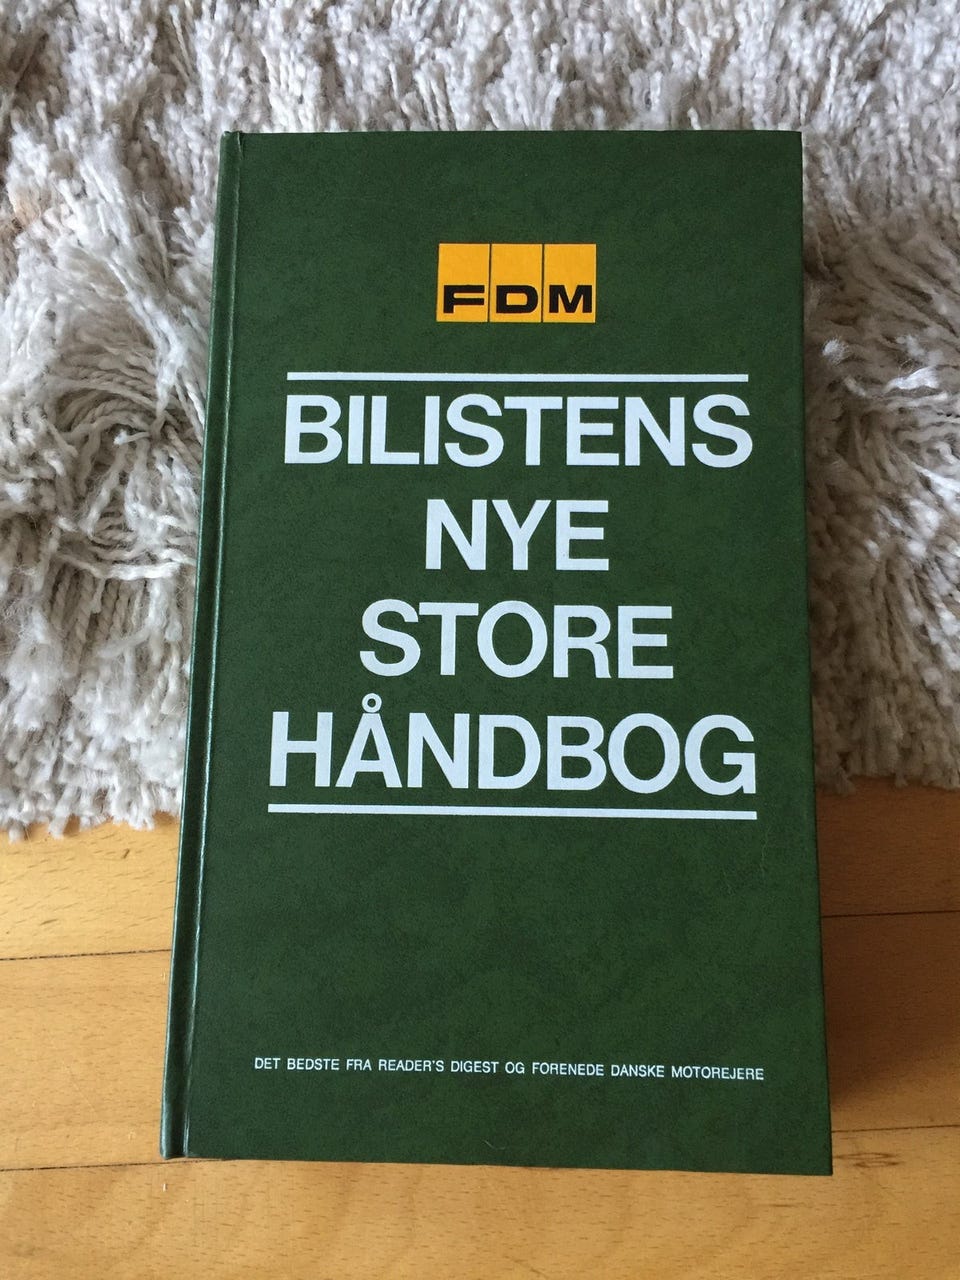 FDM
BILISTENS
NYE
STORE
HÅNDBOG
DET BEDSTE FRA READER'S DIGEST OG FORENEDE DANSKE MOTOREJERE